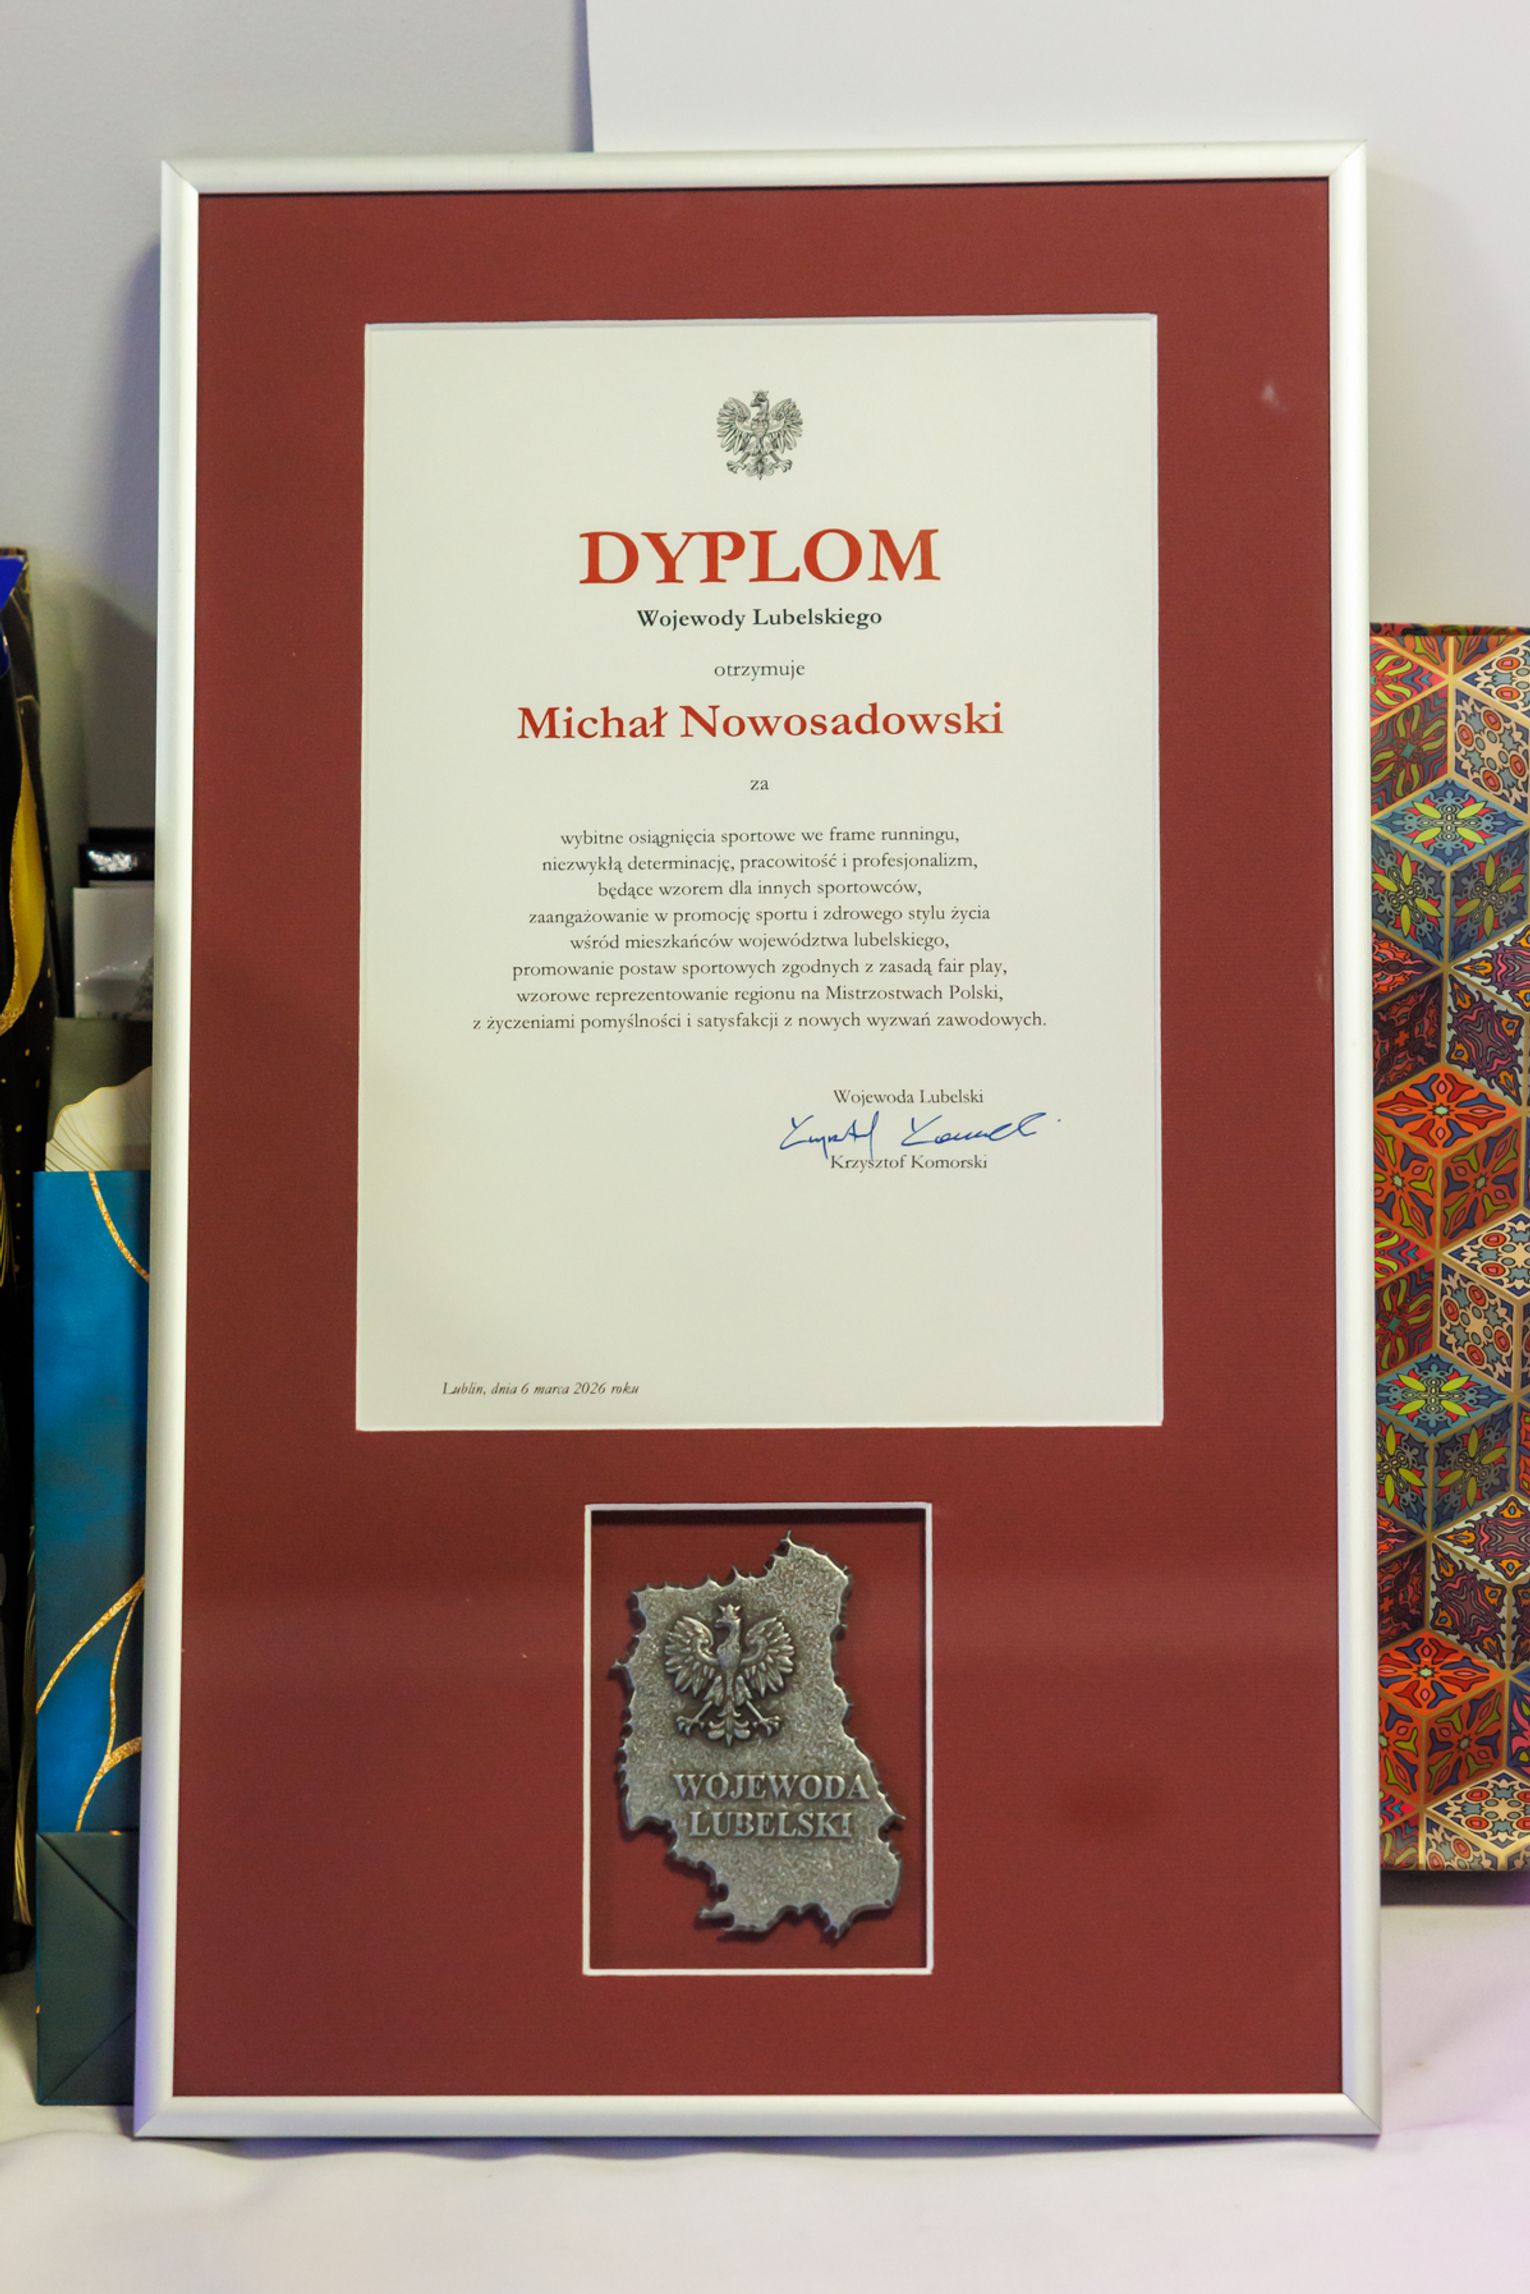 DYPLOM
Wojewody Lubelskiego
otrzymuje
Michał Nowosadowski
za
wybitne osiągnięcia sportowe we frame runningu,
niezwykłą determinację, pracowitość i profesjonalizm,
będące wzorem dla innych sportowców,
zaangażowanie w promocję sportu i zdrowego stylu życia
wśród mieszkańców województwa lubelskiego,
promowanie postaw sportowych zgodnych z zasadą fair play,
wzorowe reprezentowanie regionu na Mistrzostwach Polski,
z życzeniami pomyślności i satysfakcji z nowych wyzwań zawodowych.
Wojewoda Lubelski
Krzysztof Komorski
Lublin, dnia 6 marca 2026 roku
WOJEWODA
LUBELSKI